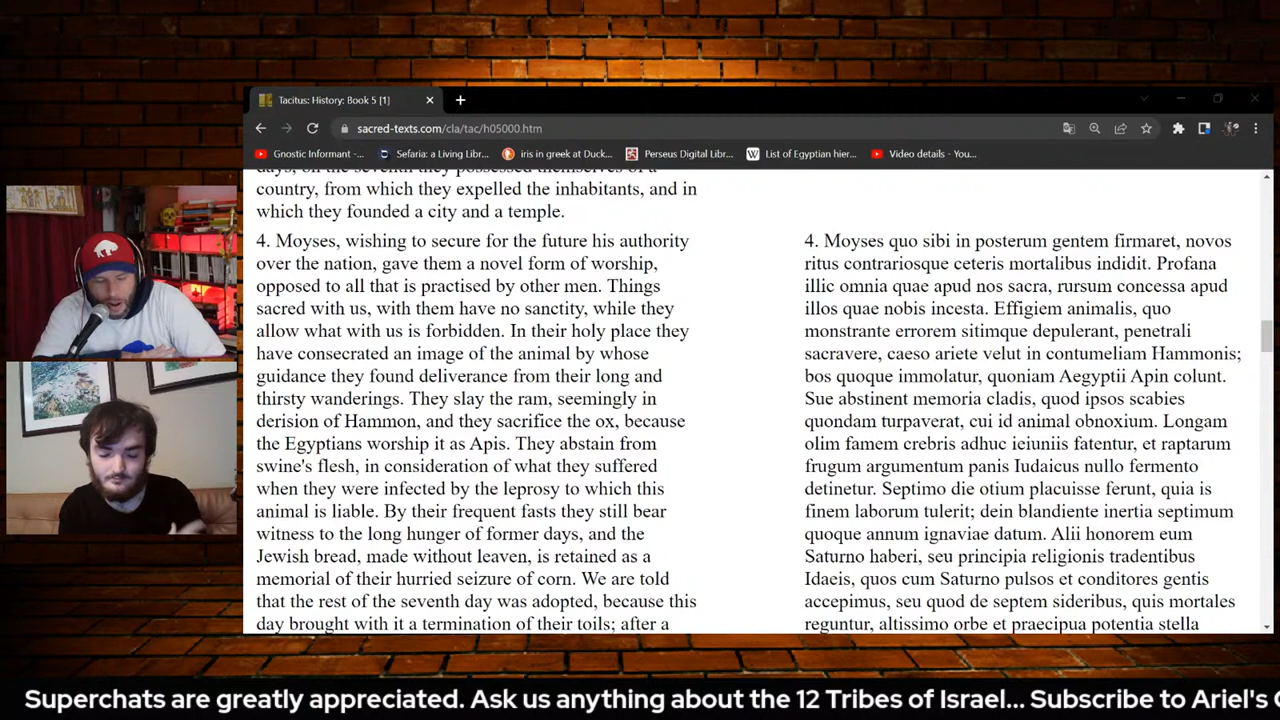 Tacitus: History: Book 5 [1]
sacred-texts.com/cla/tac/h05000.htm
Gnostic Informant -...
Sefaria: a Living Libr...
iris in greek at Duck...
Perseus Digital Libr...
List of Egyptian hier...
Video details - You...
days, on the seventh they possessed themselves of a
country, from which they expelled the inhabitants, and in
which they founded a city and a temple.
4. Moyses, wishing to secure for the future his authority
over the nation, gave them a novel form of worship,
opposed to all that is practised by other men. Things
sacred with us, with them have no sanctity, while they
allow what with us is forbidden. In their holy place they
have consecrated an image of the animal by whose
guidance they found deliverance from their long and
thirsty wanderings. They slay the ram, seemingly in
derision of Hammon, and they sacrifice the ox, because
the Egyptians worship it as Apis. They abstain from
swine's flesh, in consideration of what they suffered
when they were infected by the leprosy to which this
animal is liable. By their frequent fasts they still bear
witness to the long hunger of former days, and the
Jewish bread, made without leaven, is retained as a
memorial of their hurried seizure of corn. We are told
that the rest of the seventh day was adopted, because this
day brought with it a termination of their toils; after a
4. Moyses quo sibi in posterum gentem firmaret, novos
ritus contrariosque ceteris mortalibus indidit. Profana
illic omnia quae apud nos sacra, rursum concessa apud
illos quae nobis incesta. Effigiem animalis, quo
monstrante errorem sitimque depulerant, penetrali
sacravere, caeso ariete velut in contumeliam Hammonis;
bos quoque immolatur, quoniam Aegyptii Apin colunt.
Sue abstinent memoria cladis, quod ipsos scabies
quondam turpaverat, cui id animal obnoxium. Longam
olim famem crebris adhuc ieiuniis fatentur, et raptarum
frugum argumentum panis Iudaicus nullo fermento
detinetur. Septimo die otium placuisse ferunt, quia is
finem laborum tulerit; dein blandiente inertia septimum
quoque annum ignaviae datum. Alii honorem eum
Saturno haberi, seu principia religionis tradentibus
Idaeis, quos cum Saturno pulsos et conditores gentis
accepimus, seu quod de septem sideribus, quis mortales
reguntur, altissimo orbe et praecipua potentia stella
Superchats are greatly appreciated. Ask us anything about the 12 Tribes of Israel... Subscribe to Ariel's